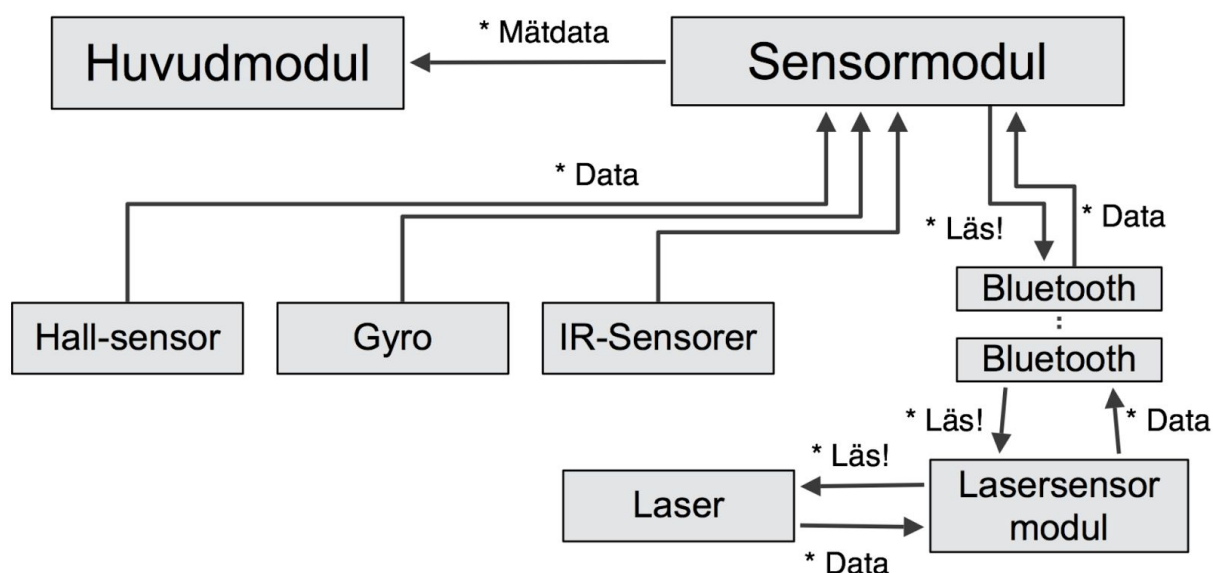 Huvudmodul
* Mätdata
Sensormodul
* Data
* Läs!
* Data
Hall-sensor
Gyro
IR-Sensorer
Bluetooth
:
Bluetooth
* Läs!
* Data
* Läs!
Laser
Lasersensor
modul
* Data